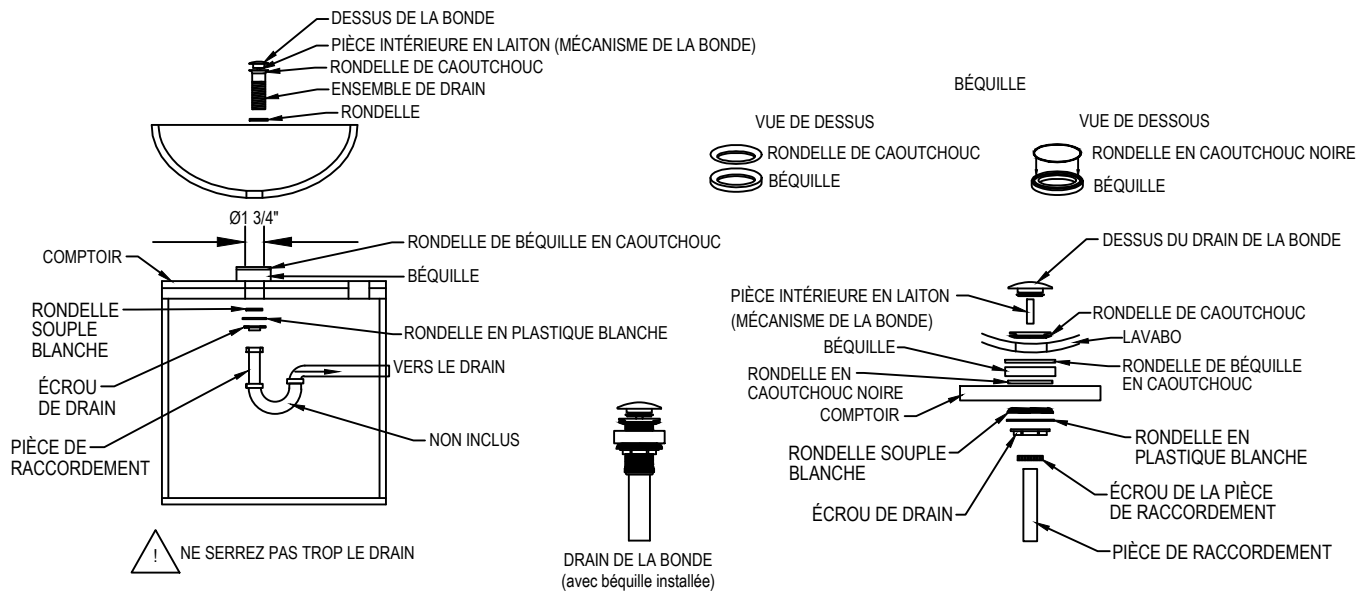 DESSUS DE LA BONDE
PIÈCE INTÉRIEURE EN LAITON (MÉCANISME DE LA BONDE)
RONDELLE DE CAOUTCHOUC
ENSEMBLE DE DRAIN
RONDELLE
Ø1 3/4"
RONDELLE DE BÉQUILLE EN CAOUTCHOUC
COMPTOIR
BÉQUILLE
RONDELLE
SOUPLE
BLANCHE
RONDELLE EN PLASTIQUE BLANCHE
ÉCROU
DE DRAIN
VERS LE DRAIN
PIÈCE DE
RACCORDEMENT
NON INCLUS
! NE SERREZ PAS TROP LE DRAIN
DRAIN DE LA BONDE
(avec béquille installée)
BÉQUILLE
VUE DE DESSUS
RONDELLE DE CAOUTCHOUC
BÉQUILLE
VUE DE DESSOUS
RONDELLE EN CAOUTCHOUC NOIRE
BÉQUILLE
DESSUS DU DRAIN DE LA BONDE
PIÈCE INTÉRIEURE EN LAITON
(MÉCANISME DE LA BONDE)
RONDELLE DE CAOUTCHOUC
LAVABO
BÉQUILLE
RONDELLE DE BÉQUILLE
EN CAOUTCHOUC
RONDELLE EN
CAOUTCHOUC NOIRE
COMPTOIR
RONDELLE SOUPLE
BLANCHE
RONDELLE EN
PLASTIQUE BLANCHE
ÉCROU DE DRAIN
ÉCROU DE LA PIÈCE
DE RACCORDEMENT
PIÈCE DE RACCORDEMENT